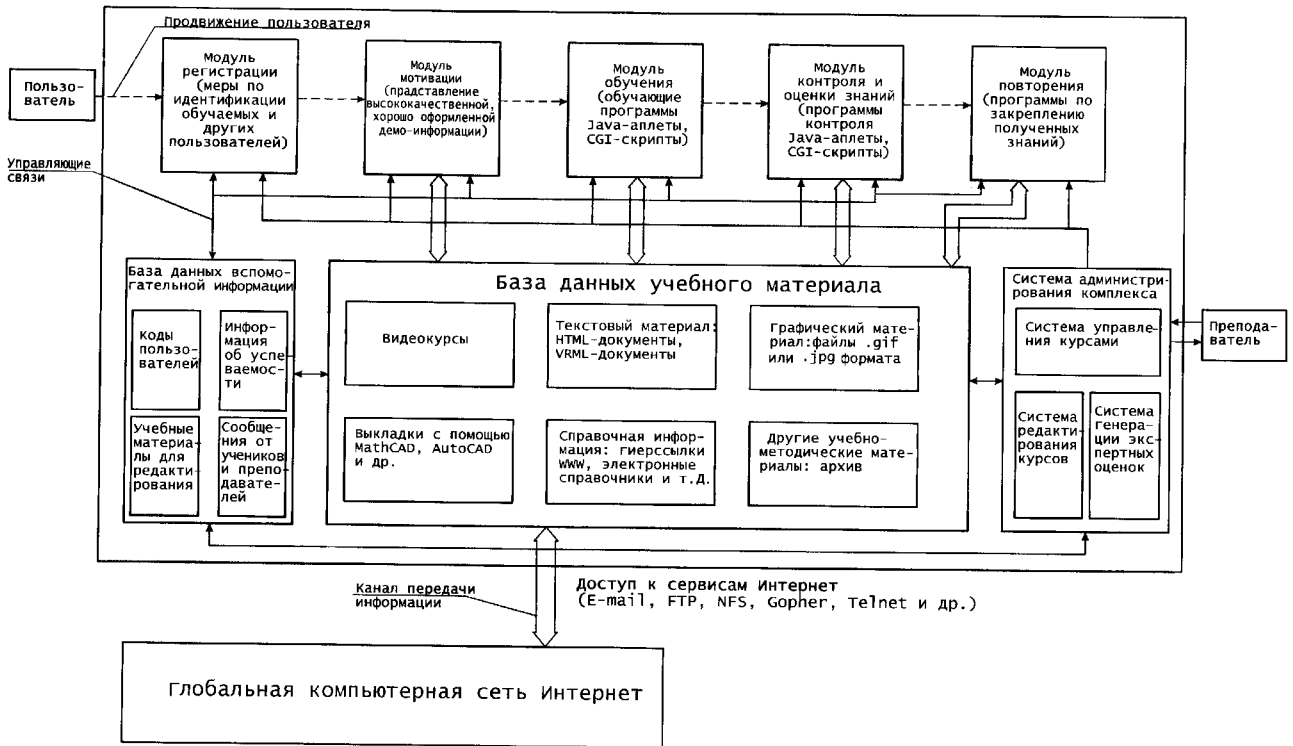 Продвижение пользователя
Пользо-
ватель
Модуль
регистрации
(меры по
идентификации
обучаемых и
других
пользователей)
Модуль
мотивации
(прадставление
высококачественной,
хорошо оформленной
демо-информации)
Модуль
обучения
(обучающие
программы
Java-аплеты,
CGI-скрипты)
Модуль
контроля и
оценки знаний
(программы
контроля
Java-аплеты,
CGI-скрипты)
Модуль
повторения
(программы по
закреплению
полученных
знаний)
Управляющие
связи
База данных вспомо-
гательной информации
Коды
пользо-
вателей
Инфор-
мация
об успе-
ваемости
Учебные
материа-
лы для
редакти-
рования
Сообще-
ния от
учеников
и препо-
давате-
лей
База данных учебного материала
Видеокурсы
Текстовый материал:
HTML-документы,
VRML-документы
Графический мате-
риал:файлы .gif
или .jpg формата
Выкладки с помощью
MathCAD, AutoCAD
и др.
Справочная инфор-
мация: гиерссылки
WWW, электронные
справочники и т.д.
Другие учебно-
методические мате-
риалы: архив
Система администри-
рования комплекса
Система управле-
ния курсами
Система
редакти-
рования
курсов
Система
генера-
ции экс-
пертных
оценок
Препода-
ватель
Канал передачи
информации
Доступ к сервисам Интернет
(E-mail, FTP, NFS, Gopher, Telnet и др.)
Глобальная компьютерная сеть Интернет